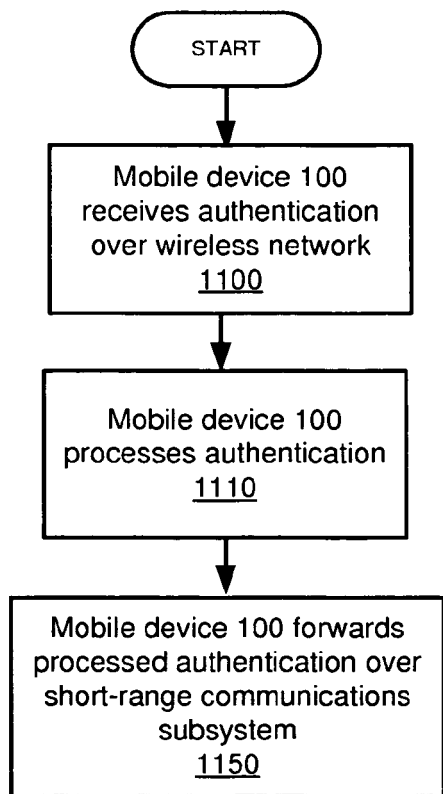 START
Mobile device 100
receives authentication
over wireless network
1100
Mobile device 100
processes authentication
1110
Mobile device 100 forwards
processed authentication over
short-range communications
subsystem
1150